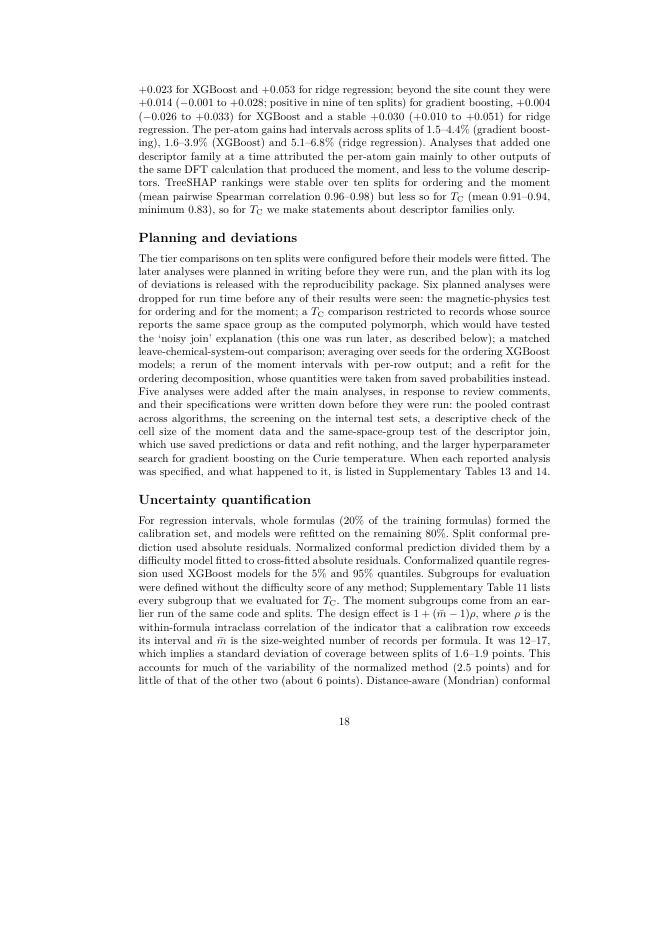 +0.023 for XGBoost and +0.053 for ridge regression; beyond the site count they were
+0.014 (−0.001 to +0.028; positive in nine of ten splits) for gradient boosting, +0.004
(−0.026 to +0.033) for XGBoost and a stable +0.030 (+0.010 to +0.051) for ridge
regression. The per-atom gains had intervals across splits of 1.5–4.4% (gradient boost-
ing), 1.6–3.9% (XGBoost) and 5.1–6.8% (ridge regression). Analyses that added one
descriptor family at a time attributed the per-atom gain mainly to other outputs of
the same DFT calculation that produced the moment, and less to the volume descrip-
tors. TreeSHAP rankings were stable over ten splits for ordering and the moment
(mean pairwise Spearman correlation 0.96–0.98) but less so for T_C (mean 0.91–0.94,
minimum 0.83), so for T_C we make statements about descriptor families only.
Planning and deviations
The tier comparisons on ten splits were configured before their models were fitted. The
later analyses were planned in writing before they were run, and the plan with its log
of deviations is released with the reproducibility package. Six planned analyses were
dropped for run time before any of their results were seen: the magnetic-physics test
for ordering and for the moment; a T_C comparison restricted to records whose source
reports the same space group as the computed polymorph, which would have tested
the ‘noisy join’ explanation (this one was run later, as described below); a matched
leave-chemical-system-out comparison; averaging over seeds for the ordering XGBoost
models; a rerun of the moment intervals with per-row output; and a refit for the
ordering decomposition, whose quantities were taken from saved probabilities instead.
Five analyses were added after the main analyses, in response to review comments,
and their specifications were written down before they were run: the pooled contrast
across algorithms, the screening on the internal test sets, a descriptive check of the
cell size of the moment data and the same-space-group test of the descriptor join,
which use saved predictions or data and refit nothing, and the larger hyperparameter
search for gradient boosting on the Curie temperature. When each reported analysis
was specified, and what happened to it, is listed in Supplementary Tables 13 and 14.
Uncertainty quantification
For regression intervals, whole formulas (20% of the training formulas) formed the
calibration set, and models were refitted on the remaining 80%. Split conformal pre-
diction used absolute residuals. Normalized conformal prediction divided them by a
difficulty model fitted to cross-fitted absolute residuals. Conformalized quantile regres-
sion used XGBoost models for the 5% and 95% quantiles. Subgroups for evaluation
were defined without the difficulty score of any method; Supplementary Table 11 lists
every subgroup that we evaluated for T_C. The moment subgroups come from an ear-
lier run of the same code and splits. The design effect is 1 + (m̄ − 1)ρ, where ρ is the
within-formula intraclass correlation of the indicator that a calibration row exceeds
its interval and m̄ is the size-weighted number of records per formula. It was 12–17,
which implies a standard deviation of coverage between splits of 1.6–1.9 points. This
accounts for much of the variability of the normalized method (2.5 points) and for
little of that of the other two (about 6 points). Distance-aware (Mondrian) conformal
18